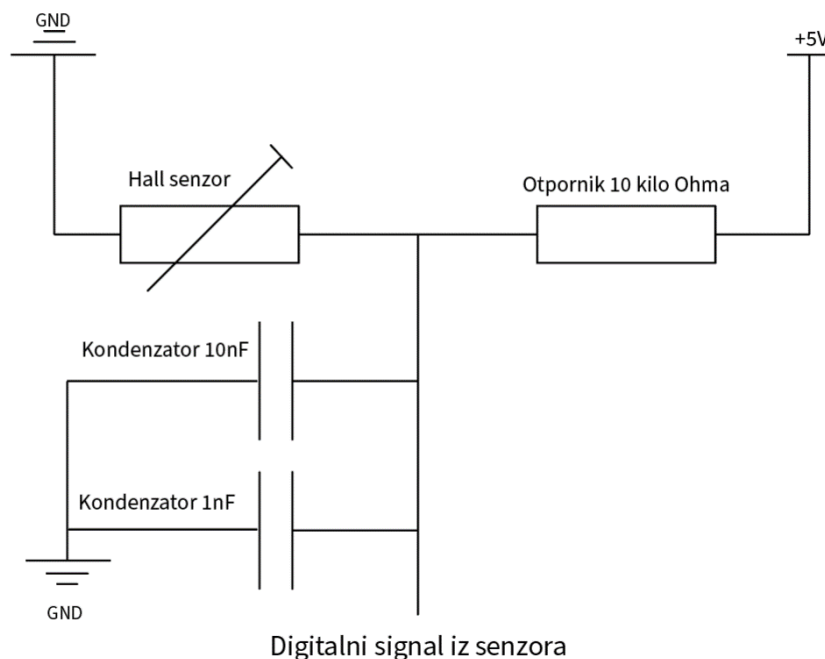 GND
+5V
Hall senzor
Otpornik 10 kilo Ohma
Kondenzator 10nF
Kondenzator 1nF
GND
Digitalni signal iz senzora